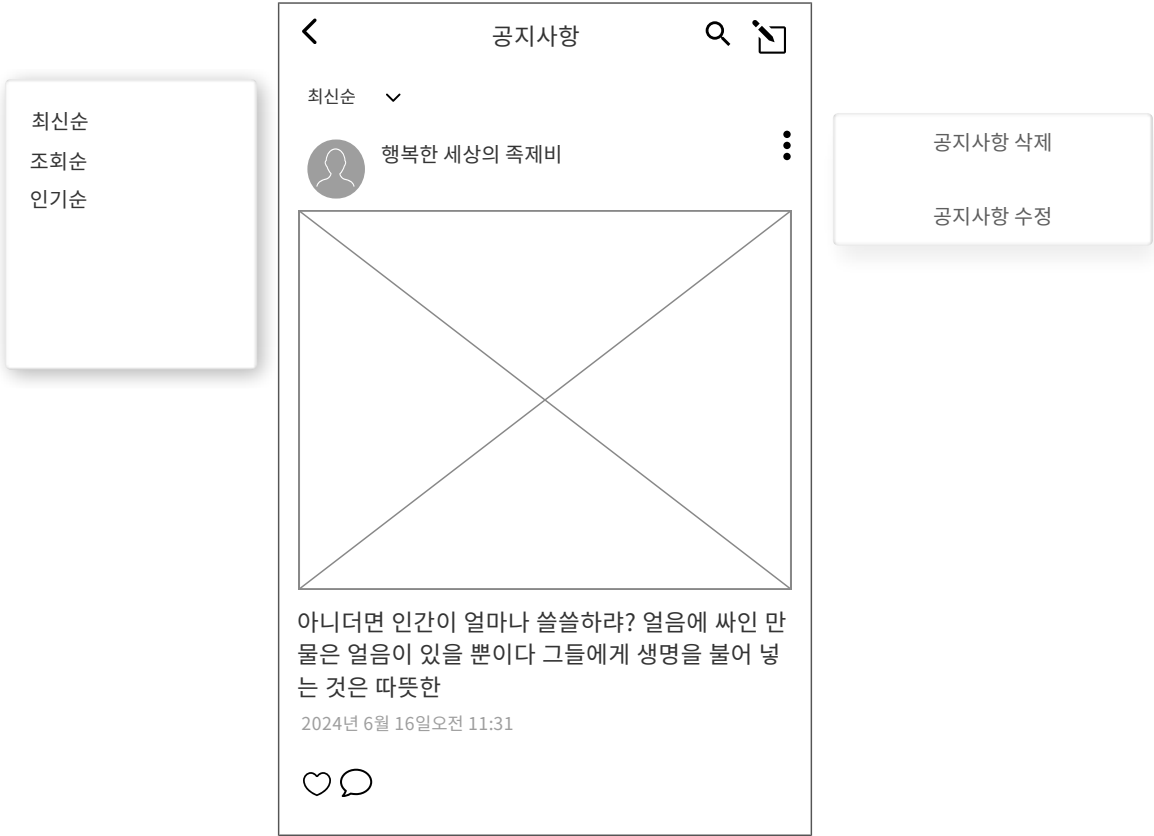 공지사항
최신순
최신순
조회순
인기순
행복한 세상의 족제비
공지사항 삭제
공지사항 수정
아니더면 인간이 얼마나 쓸쓸하랴? 얼음에 싸인 만
물은 얼음이 있을 뿐이다 그들에게 생명을 불어 넣
는 것은 따뜻한
2024년 6월 16일오전 11:31